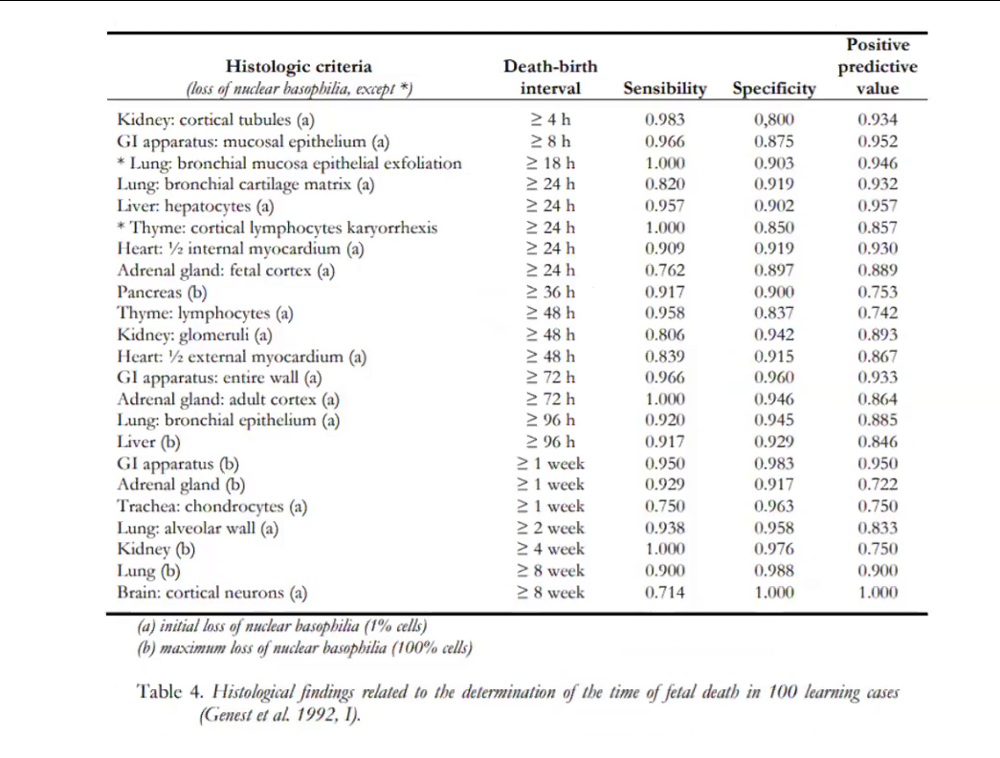 Histologic criteria Death-birth Positive predictive
(loss of nuclear basophilia, except *) interval Sensibility Specificity value
Kidney: cortical tubules (a) ≥ 4 h 0.983 0,800 0.934
GI apparatus: mucosal epithelium (a) ≥ 8 h 0.966 0.875 0.952
* Lung: bronchial mucosa epithelial exfoliation ≥ 18 h 1.000 0.903 0.946
Lung: bronchial cartilage matrix (a) ≥ 24 h 0.820 0.919 0.932
Liver: hepatocytes (a) ≥ 24 h 0.957 0.902 0.957
* Thyme: cortical lymphocytes karyorrhexis ≥ 24 h 1.000 0.850 0.857
Heart: ½ internal myocardium (a) ≥ 24 h 0.909 0.919 0.930
Adrenal gland: fetal cortex (a) ≥ 24 h 0.762 0.897 0.889
Pancreas (b) ≥ 36 h 0.917 0.900 0.753
Thyme: lymphocytes (a) ≥ 48 h 0.958 0.837 0.742
Kidney: glomeruli (a) ≥ 48 h 0.806 0.942 0.893
Heart: ½ external myocardium (a) ≥ 48 h 0.839 0.915 0.867
GI apparatus: entire wall (a) ≥ 72 h 0.966 0.960 0.933
Adrenal gland: adult cortex (a) ≥ 72 h 1.000 0.946 0.864
Lung: bronchial epithelium (a) ≥ 96 h 0.920 0.945 0.885
Liver (b) ≥ 96 h 0.917 0.929 0.846
GI apparatus (b) ≥ 1 week 0.950 0.983 0.950
Adrenal gland (b) ≥ 1 week 0.929 0.917 0.722
Trachea: chondrocytes (a) ≥ 1 week 0.750 0.963 0.750
Lung: alveolar wall (a) ≥ 2 week 0.938 0.958 0.833
Kidney (b) ≥ 4 week 1.000 0.976 0.750
Lung (b) ≥ 8 week 0.900 0.988 0.900
Brain: cortical neurons (a) ≥ 8 week 0.714 1.000 1.000
(a) initial loss of nuclear basophilia (1% cells)
(b) maximum loss of nuclear basophilia (100% cells)
Table 4. Histological findings related to the determination of the time of fetal death in 100 learning cases
(Genest et al. 1992, I).